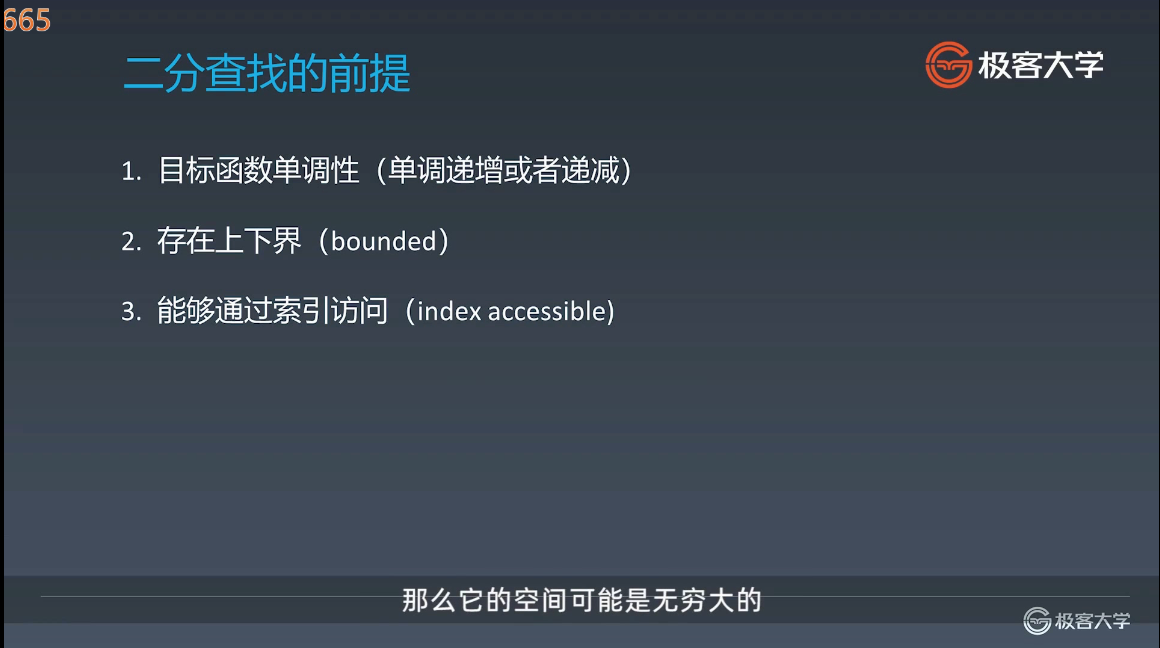 665
二分查找的前提
极客大学
1. 目标函数单调性（单调递增或者递减）
2. 存在上下界（bounded）
3. 能够通过索引访问（index accessible)
那么它的空间可能是无穷大的
极客大学